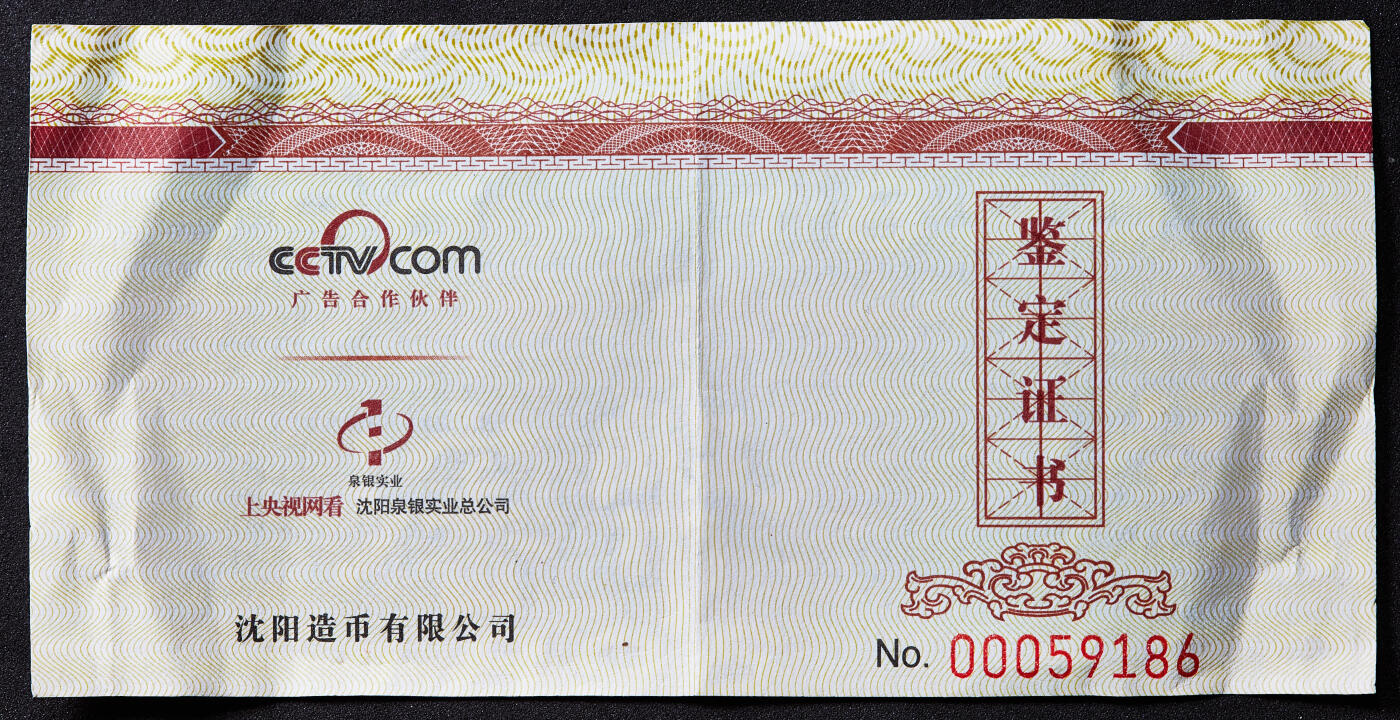 CCTV.COM
广告合作伙伴
泉银实业
上央视网看 沈阳泉银实业总公司
沈阳造币有限公司
鉴定证书
No. 00059186